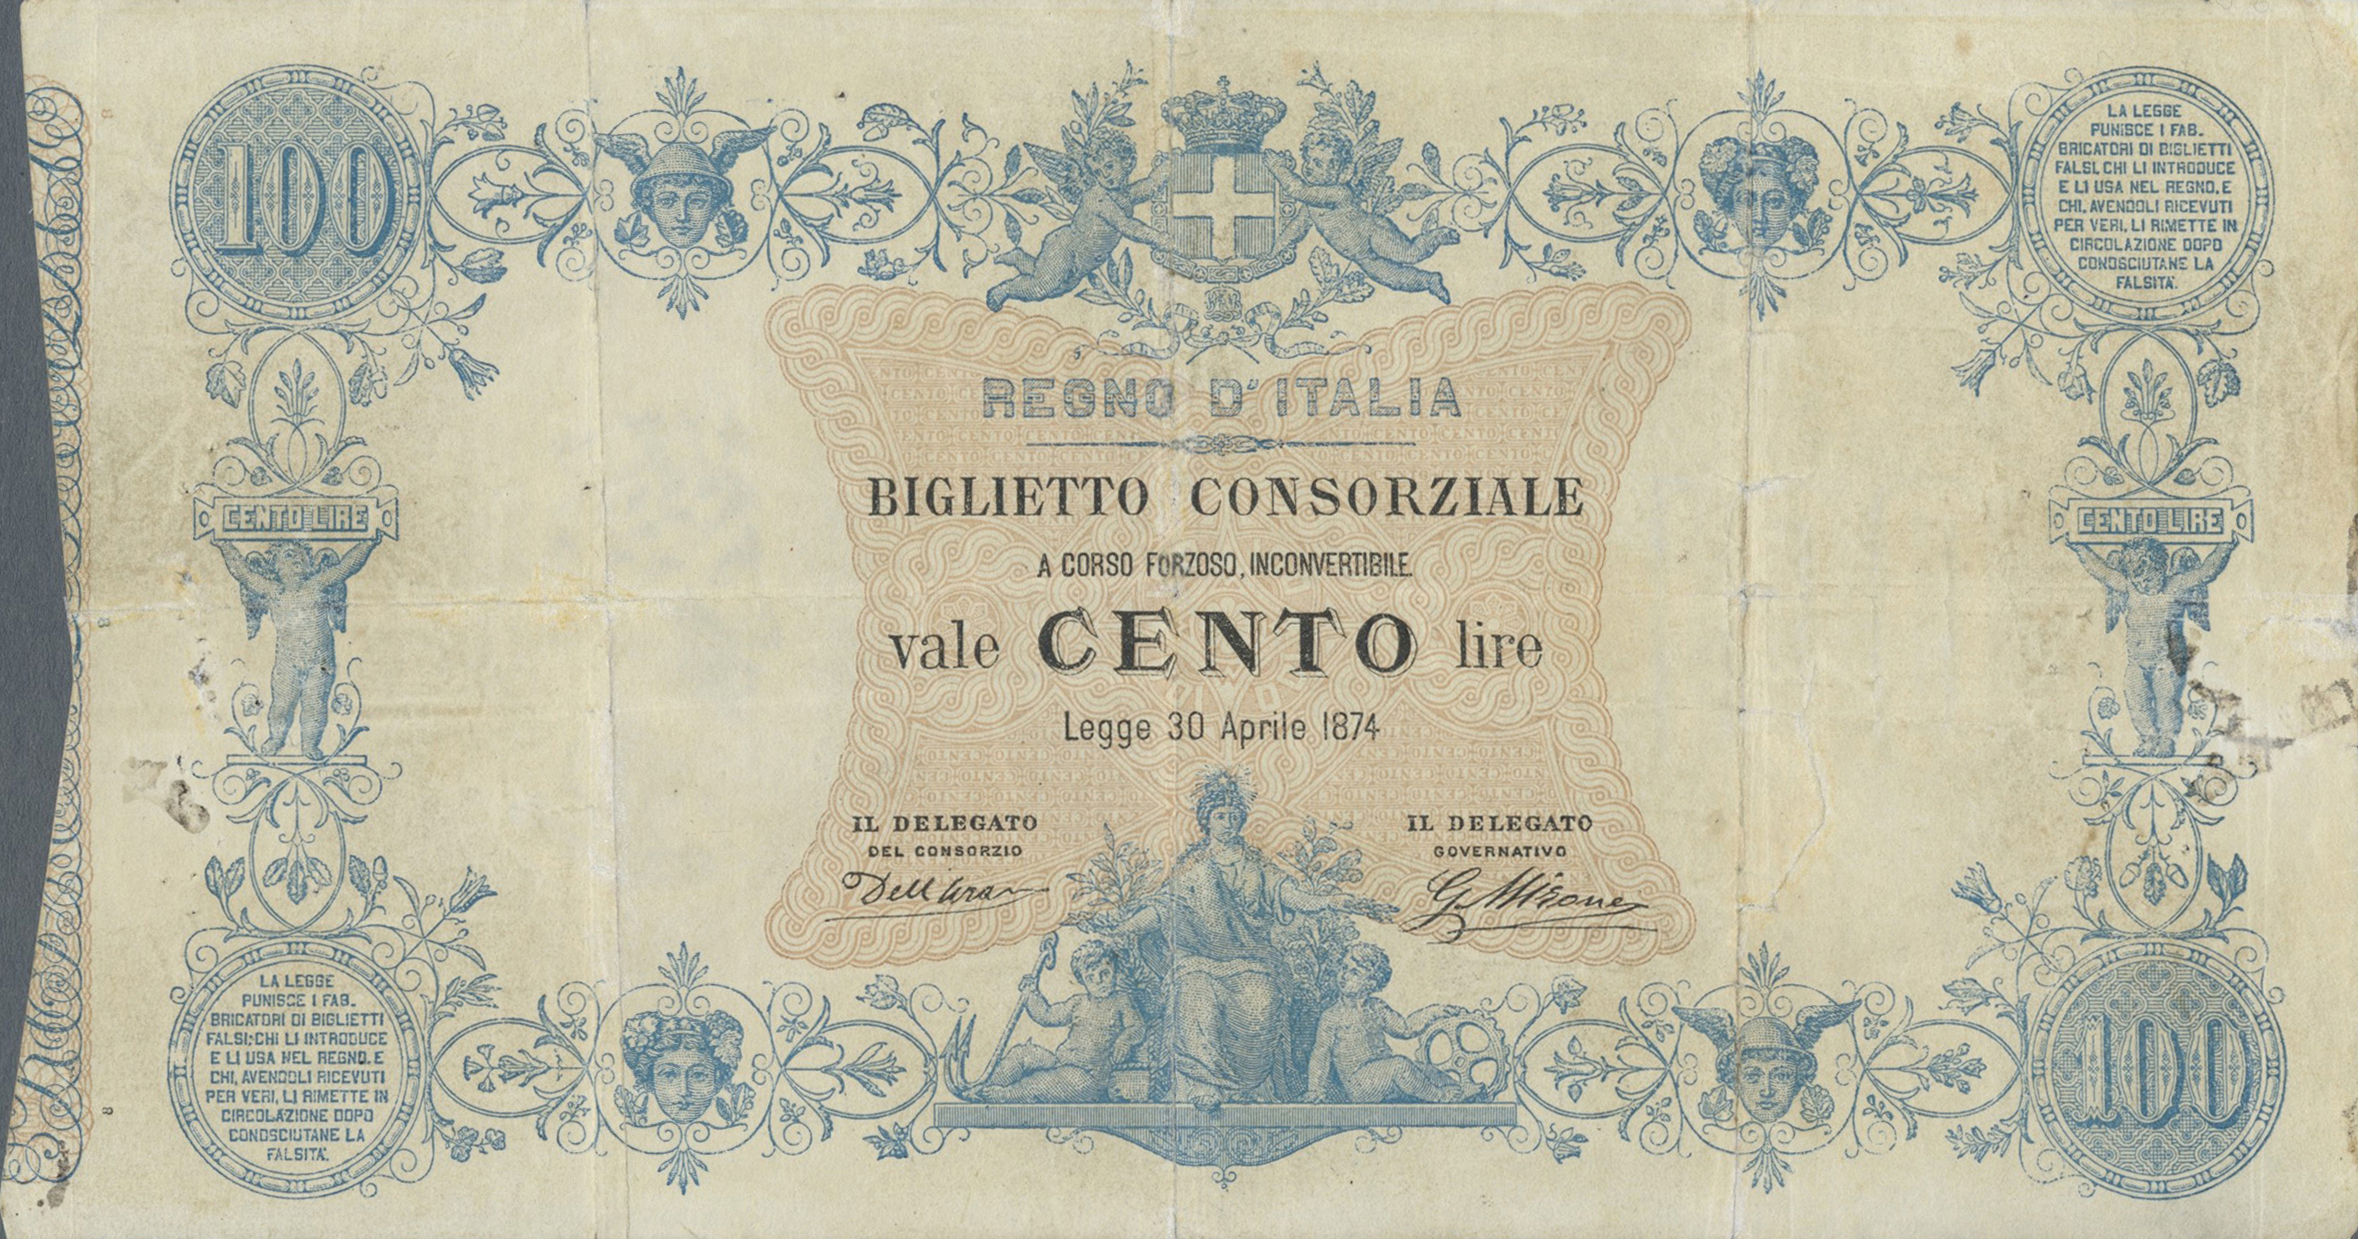 100
LA LEGGE
PUNISCE I FAB-
BRICATORI DI BIGLIETTI
FALSI, CHI LI INTRODUCE
E LI USA NEL REGNO, E
CHI, AVENDOLI RICEVUTI
PER VERI, LI RIMETTE IN
CIRCOLAZIONE DOPO
CONOSCIUTANE LA
FALSITA'.
REGNO D'ITALIA
BIGLIETTO CONSORZIALE
CENTO LIRE
CENTO LIRE
A CORSO FORZOSO, INCONVERTIBILE.
vale CENTO lire
Legge 30 Aprile 1874
IL DELEGATO
DEL CONSORZIO
IL DELEGATO
GOVERNATIVO
LA LEGGE
PUNISCE I FAB-
BRICATORI DI BIGLIETTI
FALSI; CHI LI INTRODUCE
E LI USA NEL REGNO, E
CHI, AVENDOLI RICEVUTI
PER VERI, LI RIMETTE IN
CIRCOLAZIONE DOPO
CONOSCIUTANE LA
FALSITA'.
100